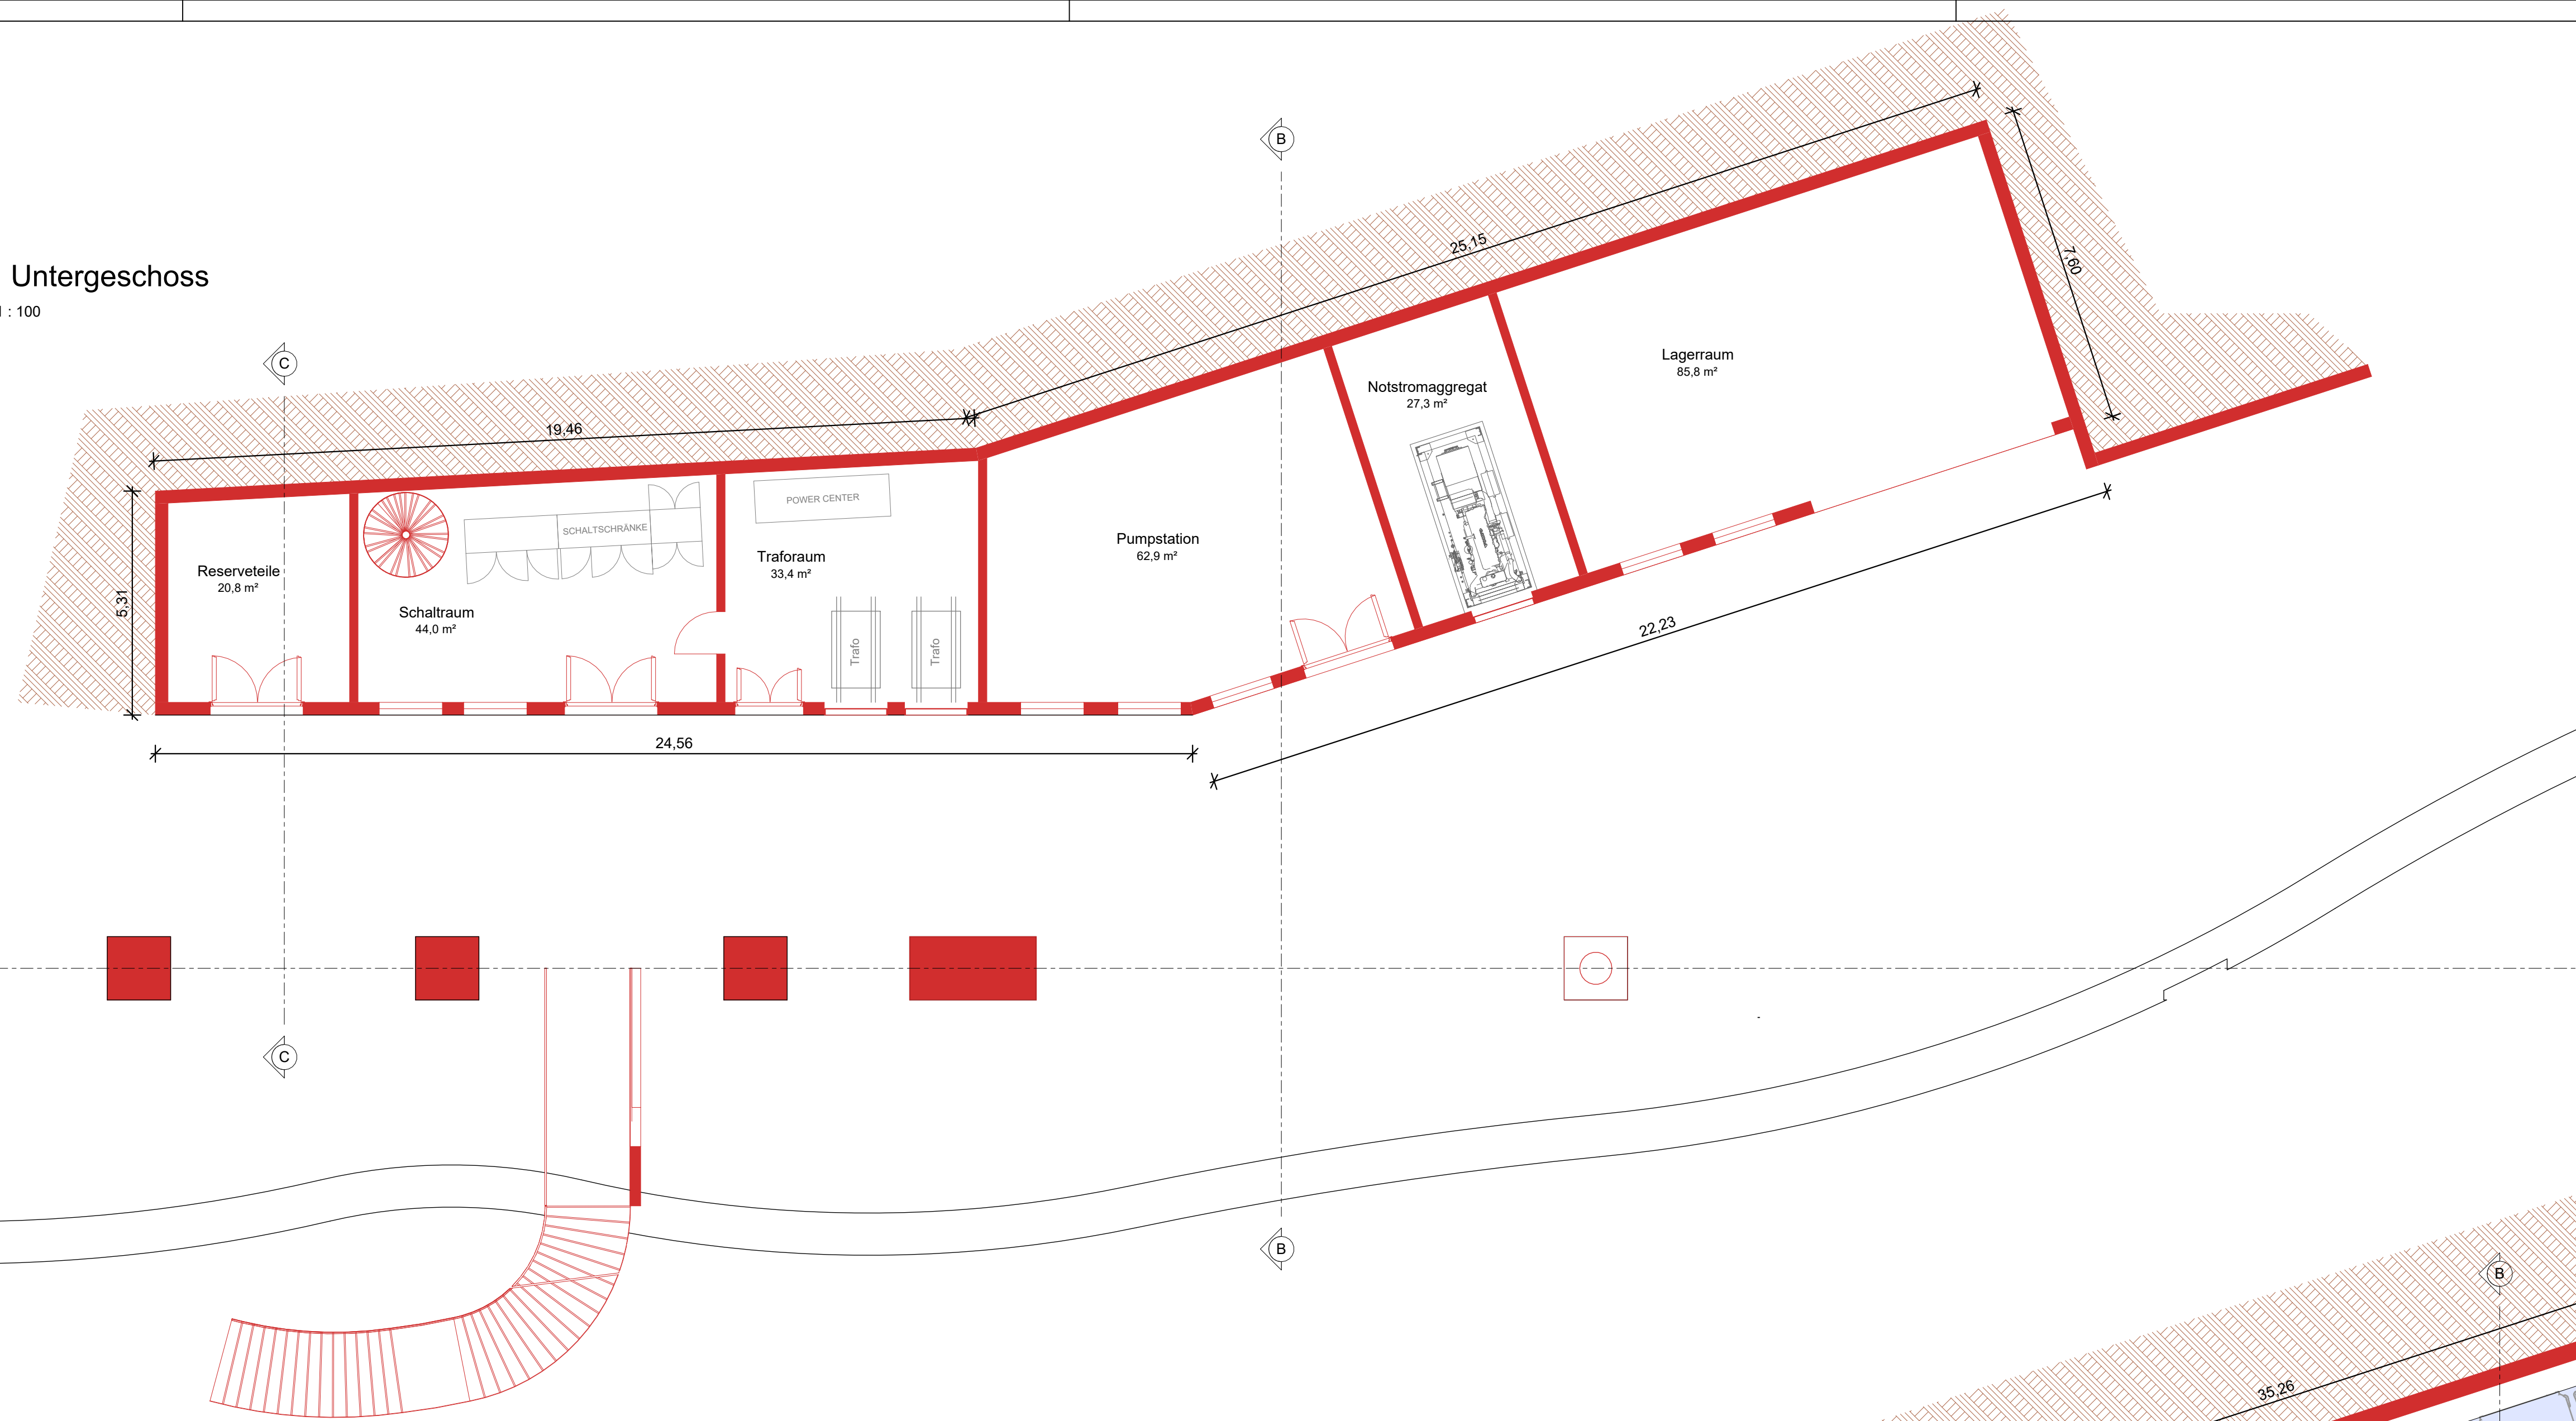 B
25,15
7,60
Untergeschoss
1 : 100
C
Lagerraum
85,8 m²
Notstromaggregat
27,3 m²
19,46
POWER CENTER
SCHALTSCHRÄNKE
Pumpstation
62,9 m²
Traforaum
33,4 m²
Reserveteile
20,8 m²
5,31
Schaltraum
44,0 m²
Trafo
Trafo
22,23
24,56
C
B
B
35,26